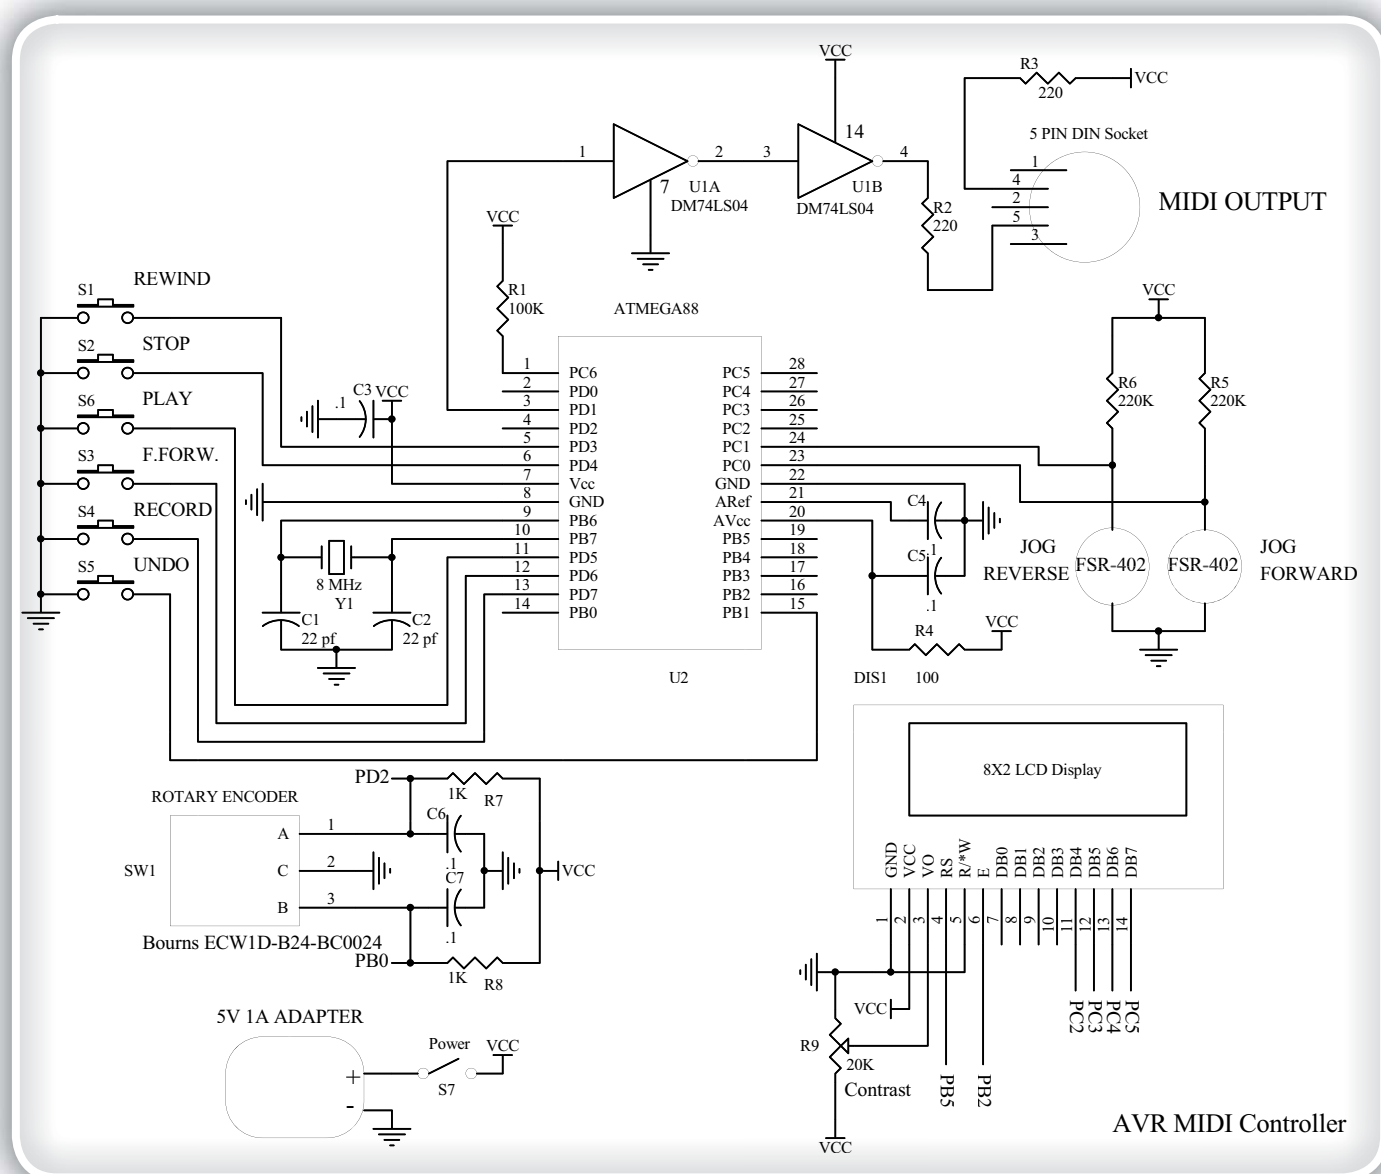 VCC
R3
220
VCC
5 PIN DIN Socket
1
4
2
5
3
MIDI OUTPUT
1
7
2
U1A
DM74LS04
3
14
4
U1B
DM74LS04
R2
220
VCC
R1
100K
ATMEGA88
S1
REWIND
S2
STOP
S6
PLAY
S3
F.FORW.
S4
RECORD
S5
UNDO
C3
.1
VCC
1 PC6
2 PD0
3 PD1
4 PD2
5 PD3
6 PD4
7 Vcc
8 GND
9 PB6
10 PB7
11 PD5
12 PD6
13 PD7
14 PB0
PC5 28
PC4 27
PC3 26
PC2 25
PC1 24
PC0 23
GND 22
ARef 21
AVcc 20
PB5 19
PB4 18
PB3 17
PB2 16
PB1 15
U2
8 MHz
Y1
C1
22 pf
C2
22 pf
C4
.1
C5
.1
R4
100
VCC
VCC
R6
220K
R5
220K
JOG
REVERSE
FSR-402
FSR-402
JOG
FORWARD
DIS1
8X2 LCD Display
GND
VCC
VO
RS
R/*W
E
DB0
DB1
DB2
DB3
DB4
DB5
DB6
DB7
1
2
3
4
5
6
7
8
9
10
11
12
13
14
PC2
PC3
PC4
PC5
VCC
R9
20K
Contrast
PB5
PB2
VCC
PD2
1K
R7
ROTARY ENCODER
SW1
A
C
B
1
2
3
C6
.1
C7
.1
VCC
Bourns ECW1D-B24-BC0024
PB0
1K
R8
5V 1A ADAPTER
+
-
Power
S7
VCC
AVR MIDI Controller